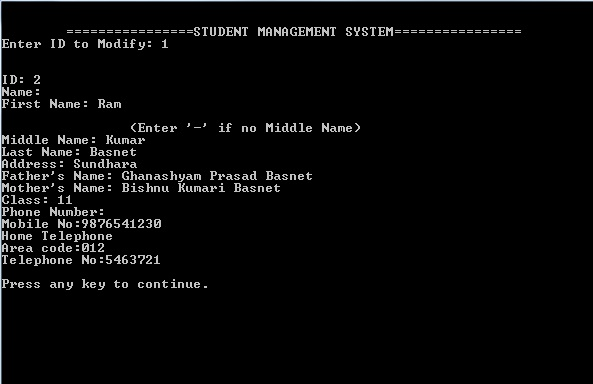 ================STUDENT MANAGEMENT SYSTEM================
Enter ID to Modify: 1
ID: 2
Name:
First Name: Ram
(Enter '-' if no Middle Name)
Middle Name: Kumar
Last Name: Basnet
Address: Sundhara
Father's Name: Ghanashyam Prasad Basnet
Mother's Name: Bishnu Kumari Basnet
Class: 11
Phone Number:
Mobile No:9876541230
Home Telephone
Area code:012
Telephone No:5463721
Press any key to continue.